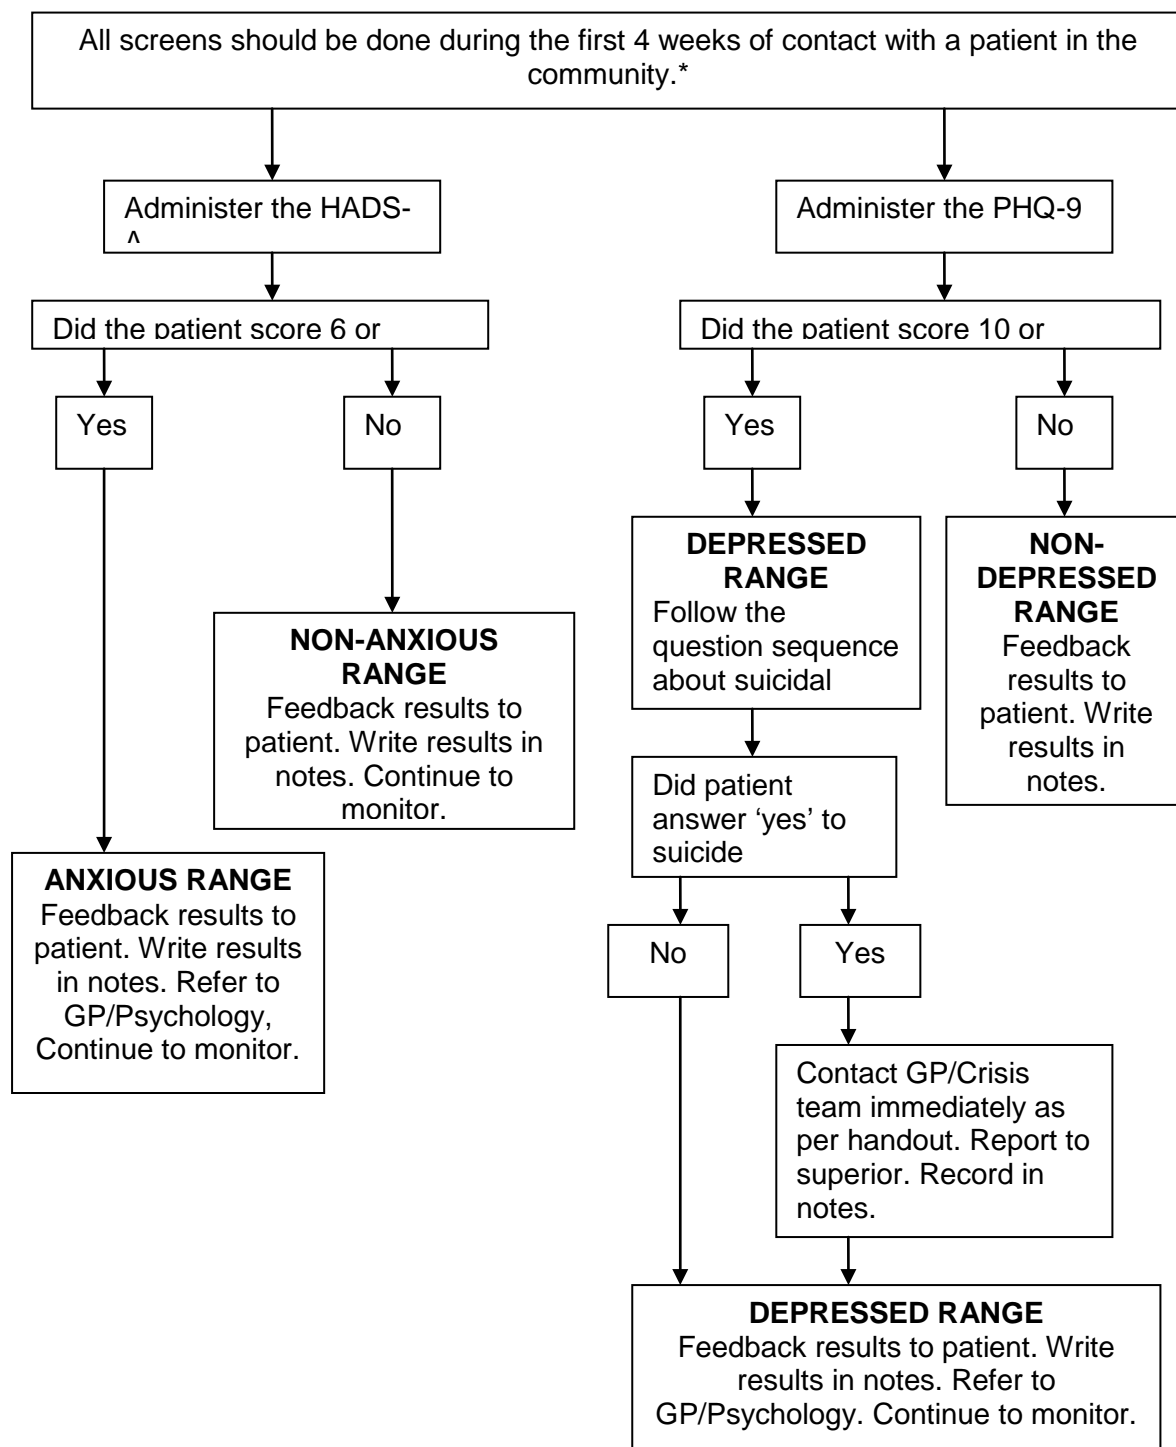 All screens should be done during the first 4 weeks of contact with a patient in the
community.*
Administer the HADS-
Administer the PHQ-9
Did the patient score 6 or
Did the patient score 10 or
Yes
No
Yes
No
NON-ANXIOUS
RANGE
Feedback results to
patient. Write results in
notes. Continue to
monitor.
DEPRESSED
RANGE
Follow the
question sequence
about suicidal
NON-
DEPRESSED
RANGE
Feedback
results to
patient. Write
results in
notes.
Did patient
answer ‘yes’ to
suicide
ANXIOUS RANGE
Feedback results to
patient. Write results
in notes. Refer to
GP/Psychology,
Continue to monitor.
No
Yes
Contact GP/Crisis
team immediately as
per handout. Report to
superior. Record in
notes.
DEPRESSED RANGE
Feedback results to patient. Write
results in notes. Refer to
GP/Psychology. Continue to monitor.